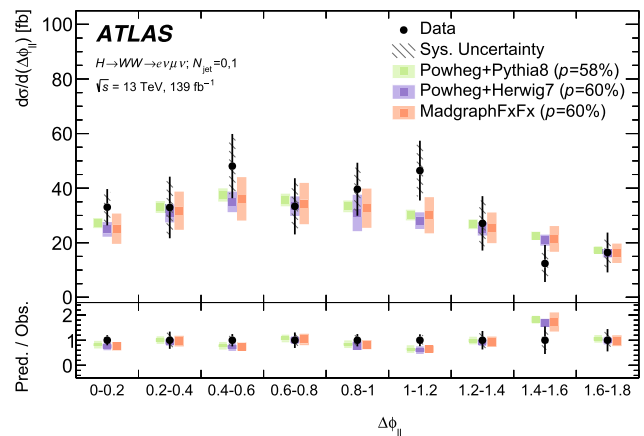 ATLAS
H→WW→eνμν; N_jet=0,1
√s = 13 TeV, 139 fb⁻¹
Data
Sys. Uncertainty
Powheg+Pythia8 (p=58%)
Powheg+Herwig7 (p=60%)
MadgraphFxFx (p=60%)
dσ/d(Δϕ_ll) [fb]
100
80
60
40
20
0
Pred. / Obs.
2
1
0
0-0.2 0.2-0.4 0.4-0.6 0.6-0.8 0.8-1 1-1.2 1.2-1.4 1.4-1.6 1.6-1.8
Δϕ_ll